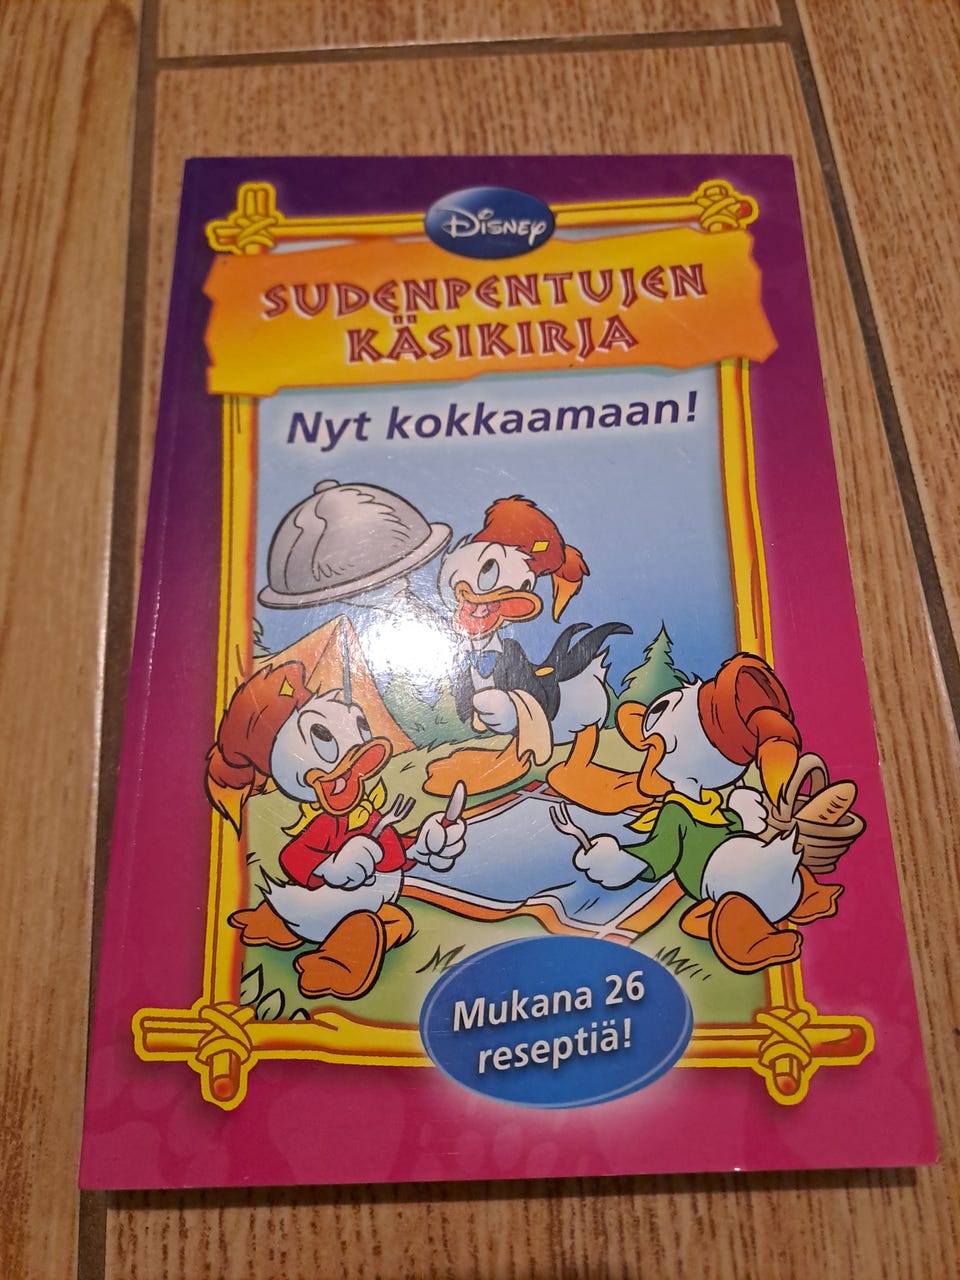 Disney
SUDENPENTUJEN
KÄSIKIRJA
Nyt kokkaamaan!
Mukana 26
reseptiä!